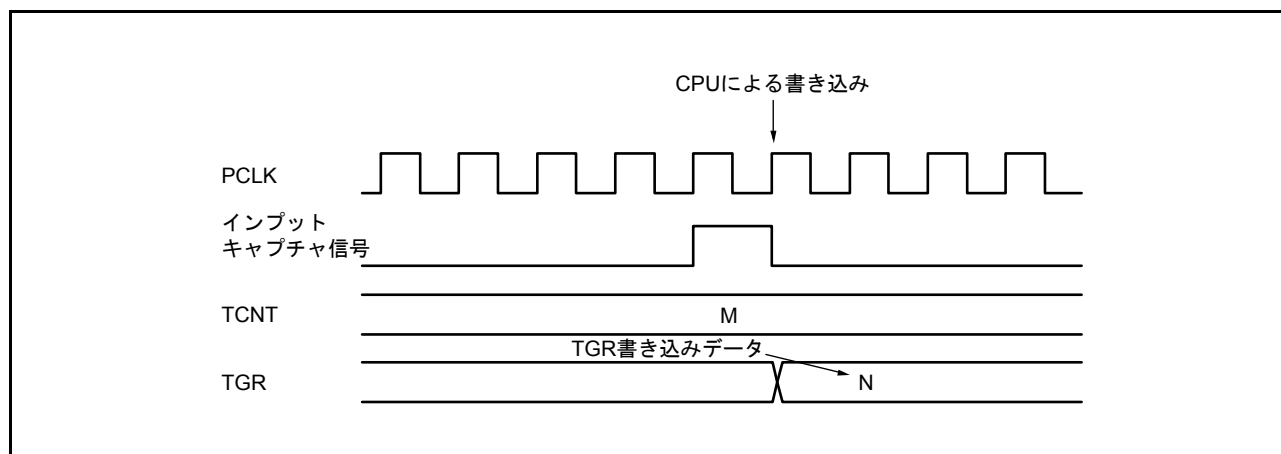 CPUによる書き込み
PCLK
インプット
キャプチャ信号
TCNT
M
TGR書き込みデータ
TGR
N